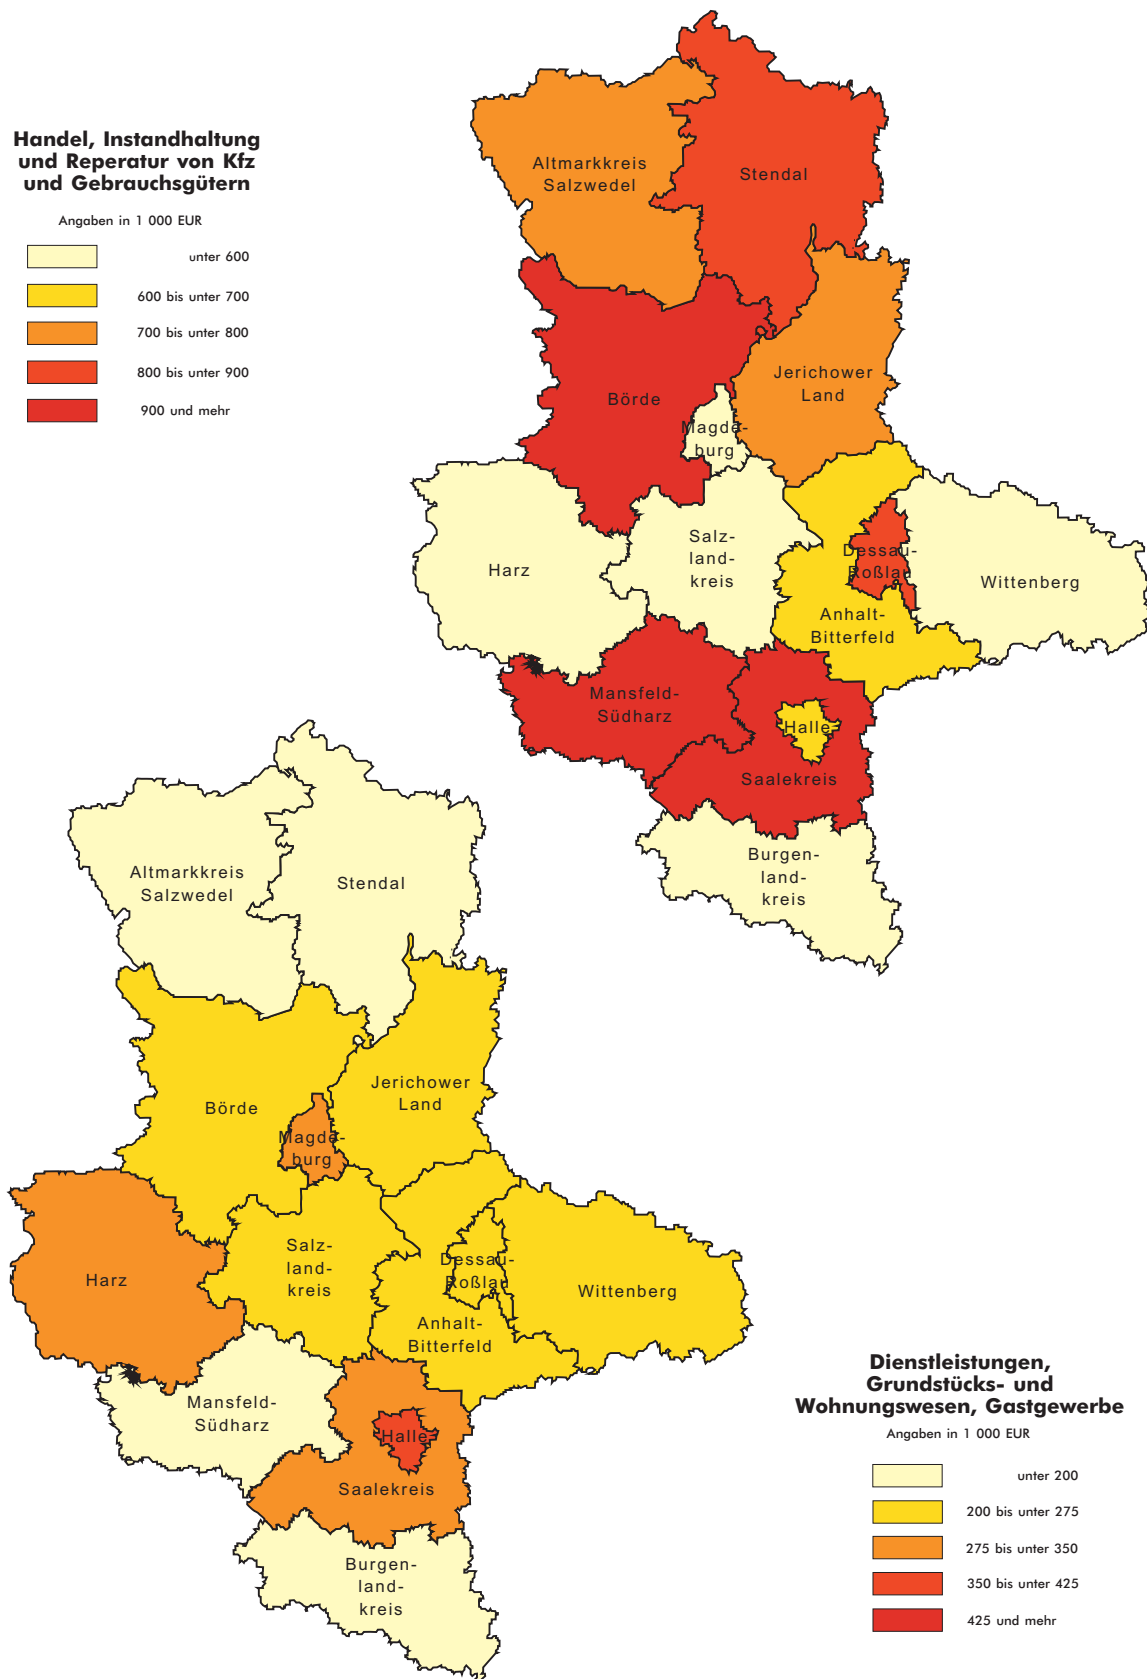 Handel, Instandhaltung
und Reperatur von Kfz
und Gebrauchsgütern
Angaben in 1 000 EUR
unter 600
600 bis unter 700
700 bis unter 800
800 bis unter 900
900 und mehr
Altmarkkreis
Salzwedel
Stendal
Jerichower
Land
Börde
Magde-
burg
Salz-
land-
kreis
Harz
Dessau-
Roßlau
Wittenberg
Anhalt-
Bitterfeld
Mansfeld-
Südharz
Halle
Saalekreis
Burgen-
land-
kreis
Altmarkkreis
Salzwedel
Stendal
Jerichower
Land
Börde
Magde-
burg
Salz-
land-
kreis
Harz
Dessau-
Roßlau
Wittenberg
Anhalt-
Bitterfeld
Mansfeld-
Südharz
Halle
Saalekreis
Burgen-
land-
kreis
Dienstleistungen,
Grundstücks- und
Wohnungswesen, Gastgewerbe
Angaben in 1 000 EUR
unter 200
200 bis unter 275
275 bis unter 350
350 bis unter 425
425 und mehr